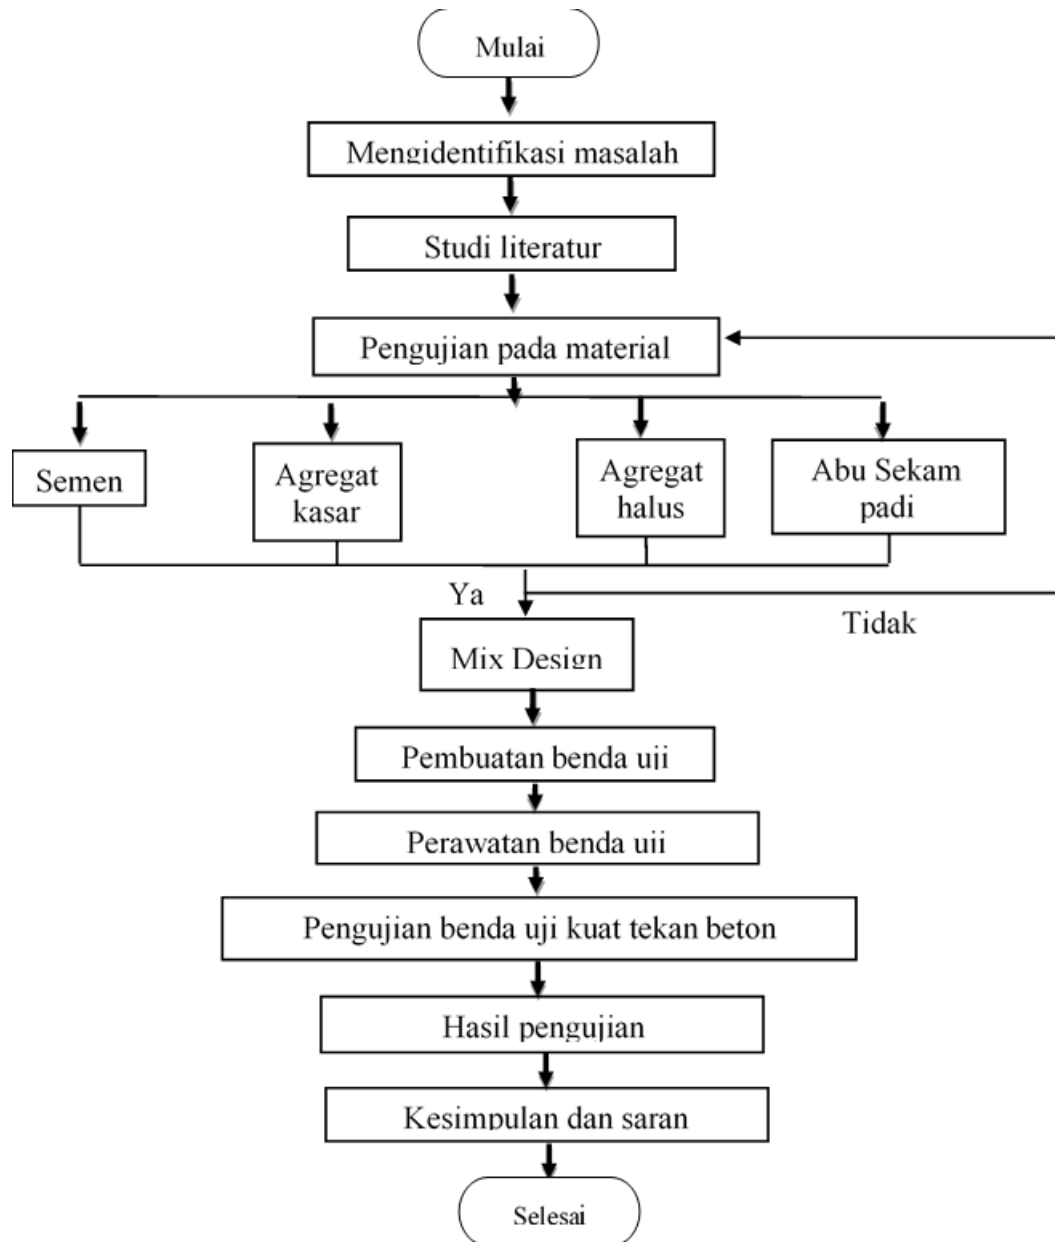 Mulai
Mengidentifikasi masalah
Studi literatur
Pengujian pada material
Semen
Agregat
kasar
Agregat
halus
Abu Sekam
padi
Ya
Tidak
Mix Design
Pembuatan benda uji
Perawatan benda uji
Pengujian benda uji kuat tekan beton
Hasil pengujian
Kesimpulan dan saran
Selesai